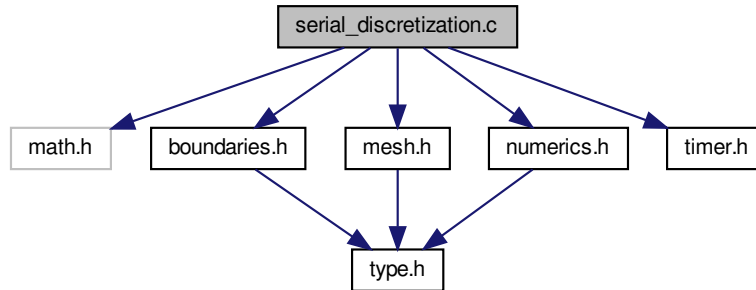 serial_discretization.c
math.h
boundaries.h
mesh.h
numerics.h
timer.h
type.h